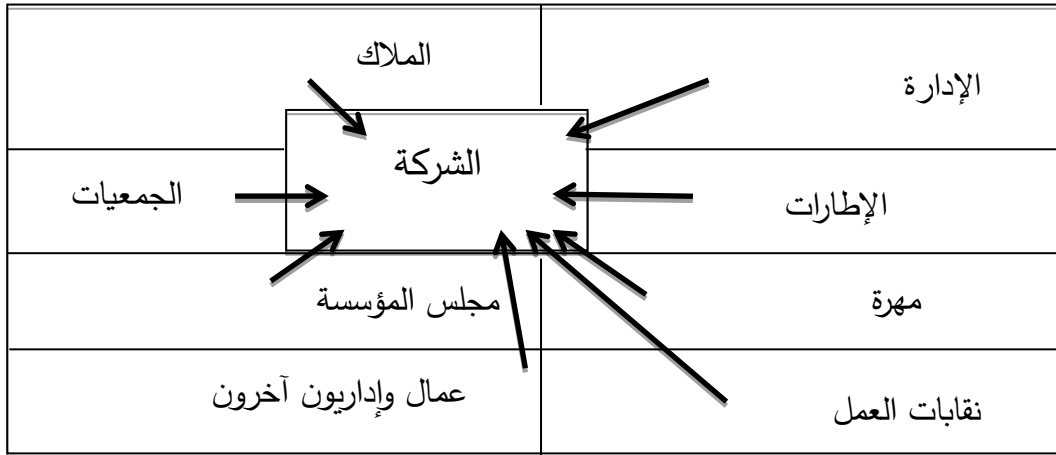 الملاك
الإدارة
الشركة
الجمعيات
الإطارات
مجلس المؤسسة
مهرة
عمال وإداريون آخرون
نقابات العمل